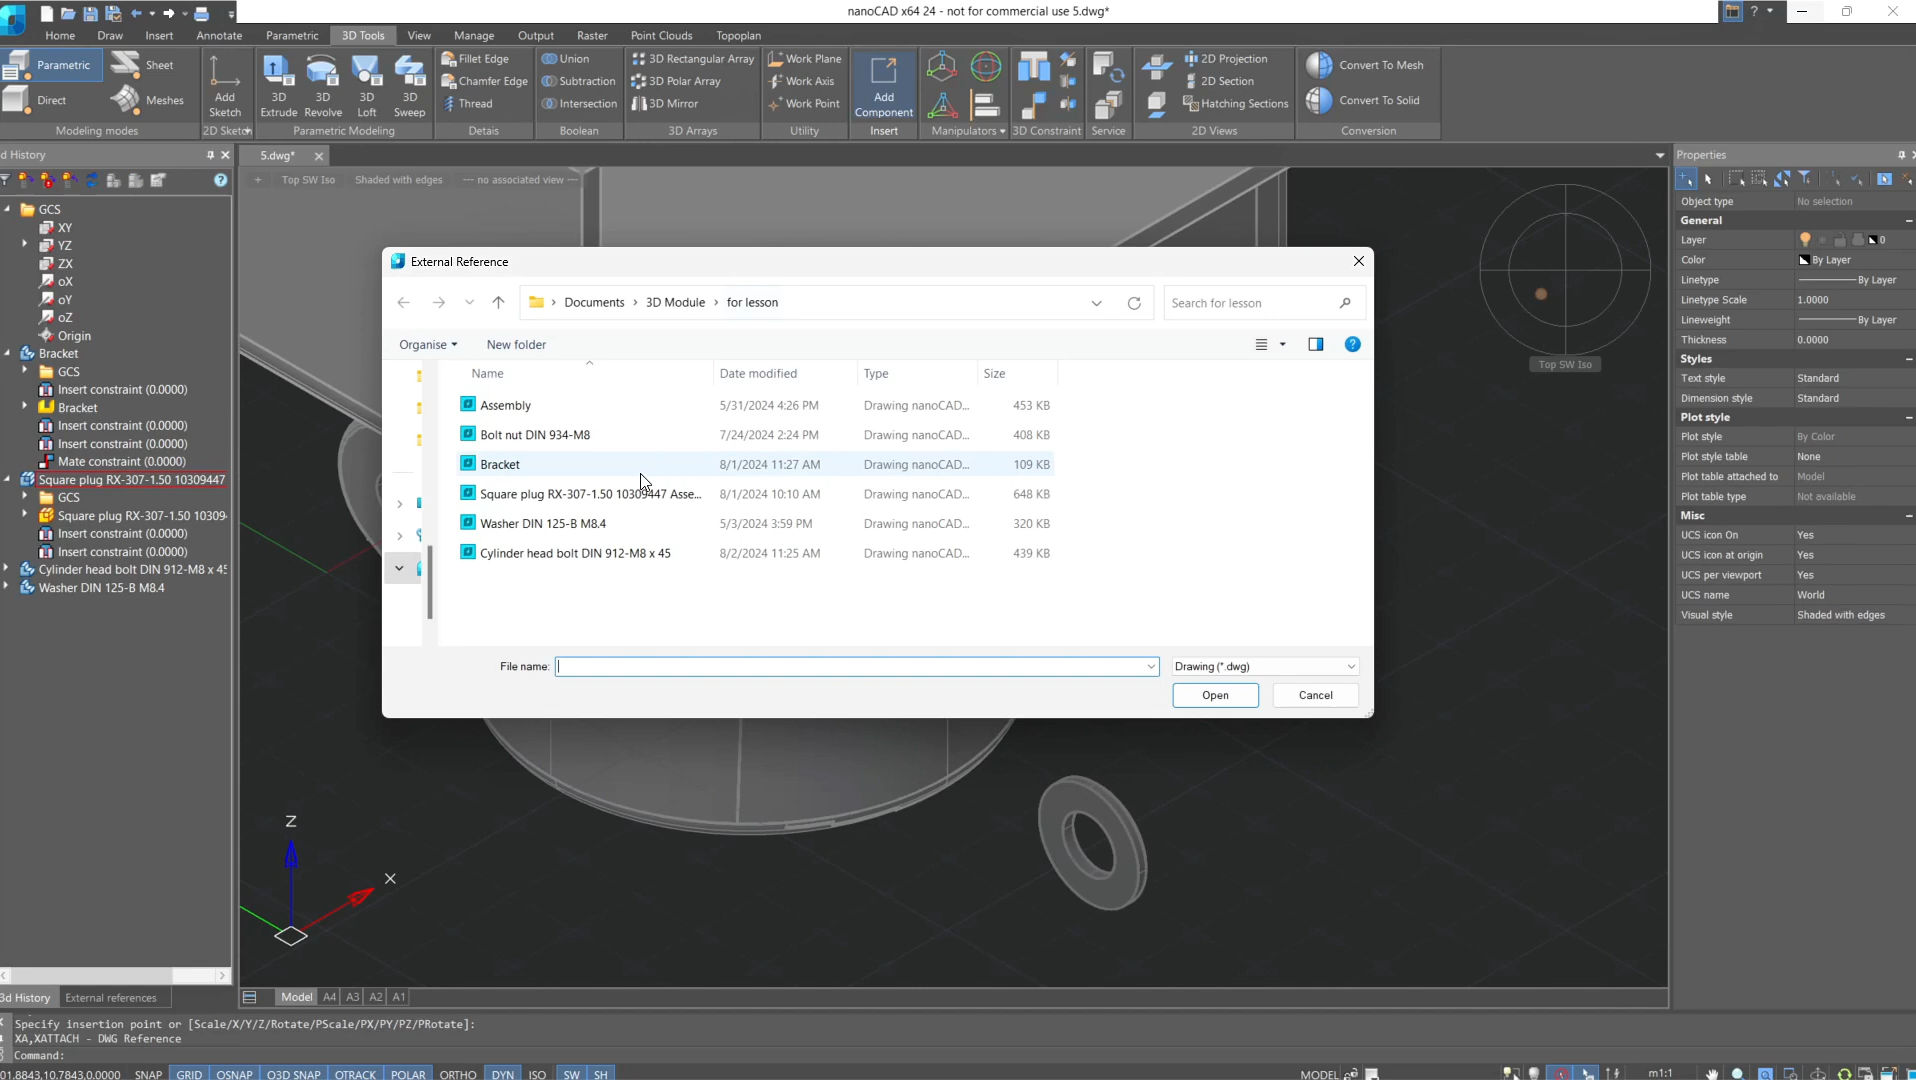 nanoCAD x64 24 - not for commercial use 5.dwg*
Home Draw Insert Annotate Parametric 3D Tools View Manage Output Raster Point Clouds Topoplan
Parametric Sheet
Direct Meshes
Modeling modes
Add Sketch
2D Sketch
3D Extrude 3D Revolve 3D Loft 3D Sweep
Parametric Modeling
Fillet Edge
Chamfer Edge
Thread
Detais
Union
Subtraction
Intersection
Boolean
3D Rectangular Array
3D Polar Array
3D Mirror
3D Arrays
Work Plane
Work Axis
Work Point
Utility
Add Component
Insert
Manipulators
3D Constraint
Service
2D Projection
2D Section
Hatching Sections
2D Views
Convert To Mesh
Convert To Solid
Conversion
d History
5.dwg*
Properties
+ Top SW Iso Shaded with edges --- no associated view ---
GCS
XY
YZ
ZX
oX
oY
oZ
Origin
Bracket
GCS
Insert constraint (0.0000)
Bracket
Insert constraint (0.0000)
Insert constraint (0.0000)
Mate constraint (0.0000)
Square plug RX-307-1.50 10309447
GCS
Square plug RX-307-1.50 10309
Insert constraint (0.0000)
Insert constraint (0.0000)
Cylinder head bolt DIN 912-M8 x 45
Washer DIN 125-B M8.4
3d History External references
External Reference
Documents > 3D Module > for lesson
Search for lesson
Organise New folder
Name Date modified Type Size
Assembly 5/31/2024 4:26 PM Drawing nanoCAD... 453 KB
Bolt nut DIN 934-M8 7/24/2024 2:24 PM Drawing nanoCAD... 408 KB
Bracket 8/1/2024 11:27 AM Drawing nanoCAD... 109 KB
Square plug RX-307-1.50 10309447 Asse... 8/1/2024 10:10 AM Drawing nanoCAD... 648 KB
Washer DIN 125-B M8.4 5/3/2024 3:59 PM Drawing nanoCAD... 320 KB
Cylinder head bolt DIN 912-M8 x 45 8/2/2024 11:25 AM Drawing nanoCAD... 439 KB
File name: Drawing (*.dwg)
Open Cancel
Top SW Iso
Z
X
Object type No selection
General
Layer 0
Color By Layer
Linetype By Layer
Linetype Scale 1.0000
Lineweight By Layer
Thickness 0.0000
Styles
Text style Standard
Dimension style Standard
Plot style
Plot style By Color
Plot style table None
Plot table attached to Model
Plot table type Not available
Misc
UCS icon On Yes
UCS icon at origin Yes
UCS per viewport Yes
UCS name World
Visual style Shaded with edges
Model A4 A3 A2 A1
Specify insertion point or [Scale/X/Y/Z/Rotate/PScale/PX/PY/PZ/PRotate]:
XA,XATTACH - DWG Reference
Command:
01.8843,10.7843,0.0000 SNAP GRID OSNAP O3D SNAP OTRACK POLAR ORTHO DYN ISO SW SH MODEL m1:1